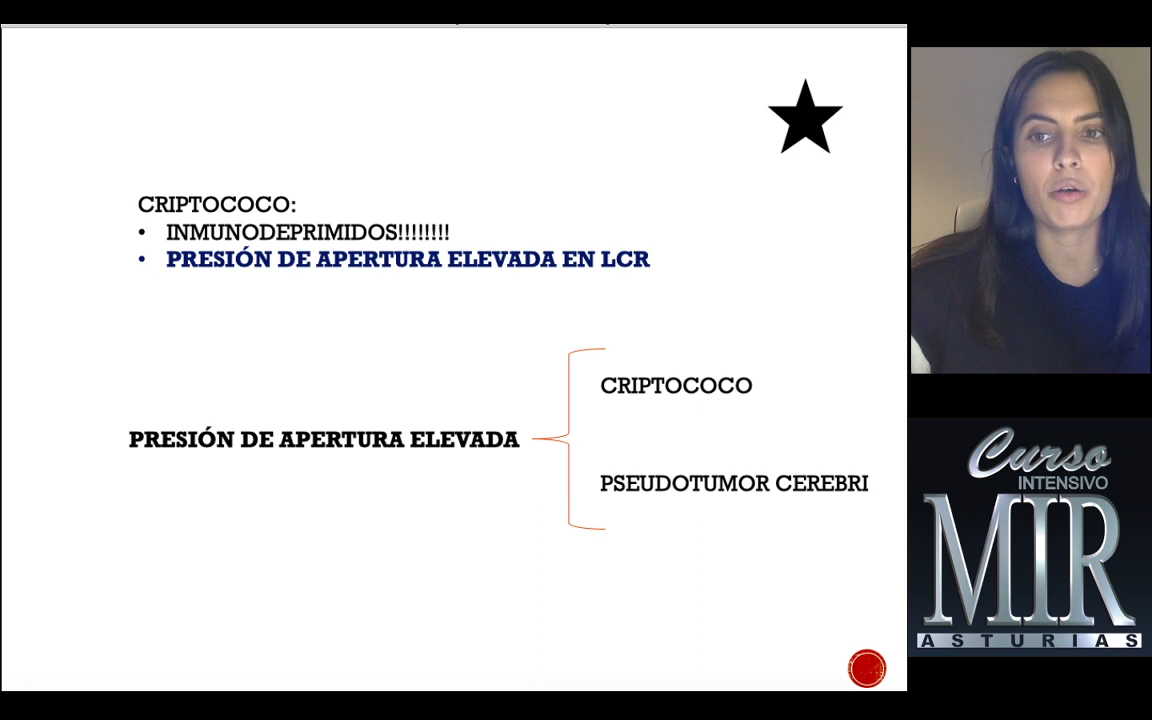 CRIPTOCOCO:
• INMUNODEPRIMIDOS!!!!!!!!
• PRESIÓN DE APERTURA ELEVADA EN LCR
PRESIÓN DE APERTURA ELEVADA
CRIPTOCOCO
PSEUDOTUMOR CEREBRI
Curso
INTENSIVO
MIR
ASTURIAS